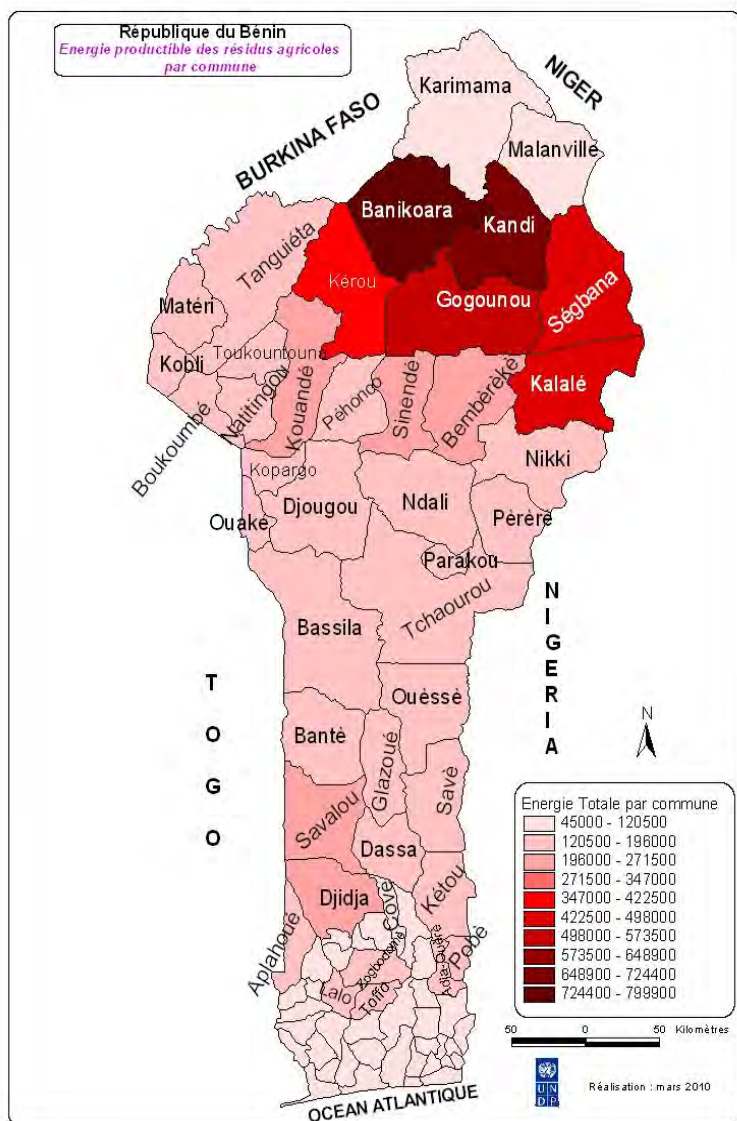 République du Bénin
Energie productible des résidus agricoles
par commune
Karimama
NIGER
Malanville
BURKINA FASO
Banikoara
Kandi
Tanguiéta
Kérou
Gogounou
Ségbana
Matéri
Toukountouna
Kobli
Natitingou
Kouandé
Péhonco
Sinendé
Bembèrèkè
Kalalé
Boukoumbé
Nikki
Kopargo
Djougou
Ndali
Pèrèrè
Ouaké
Parakou
Tchaourou
Bassila
NIGERIA
TOGO
Ouèssè
Bantè
Glazoué
Savè
N
Savalou
Dassa
Djidja
Covè
Kétou
Aplahoué
Zogbodomè
Adja-Ouèrè
Pobè
Lalo
Toffo
OCEAN ATLANTIQUE
Energie Totale par commune
45000 - 120500
120500 - 196000
196000 - 271500
271500 - 347000
347000 - 422500
422500 - 498000
498000 - 573500
573500 - 648900
648900 - 724400
724400 - 799900
50 0 50 Kilomètres
U N
D P
Réalisation : mars 2010